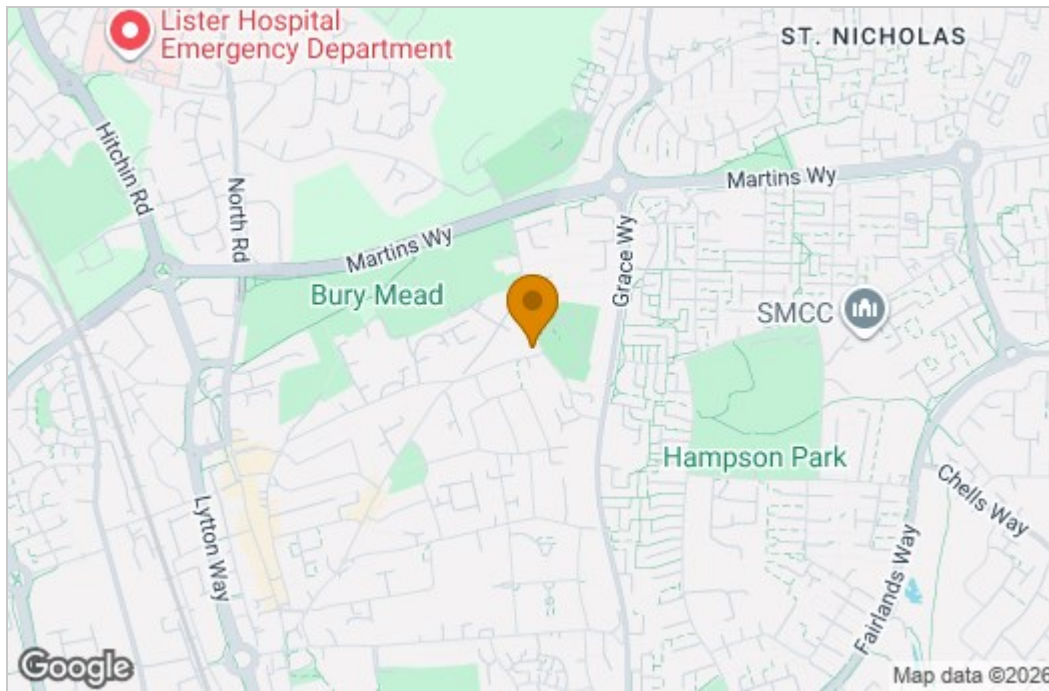 Lister Hospital
Emergency Department
ST. NICHOLAS
Hitchin Rd
North Rd
Martins Wy
Martins Wy
Grace Wy
Bury Mead
SMCC
Hampson Park
Chells Way
Lytton Way
Fairlands Way
Google
Map data ©2026